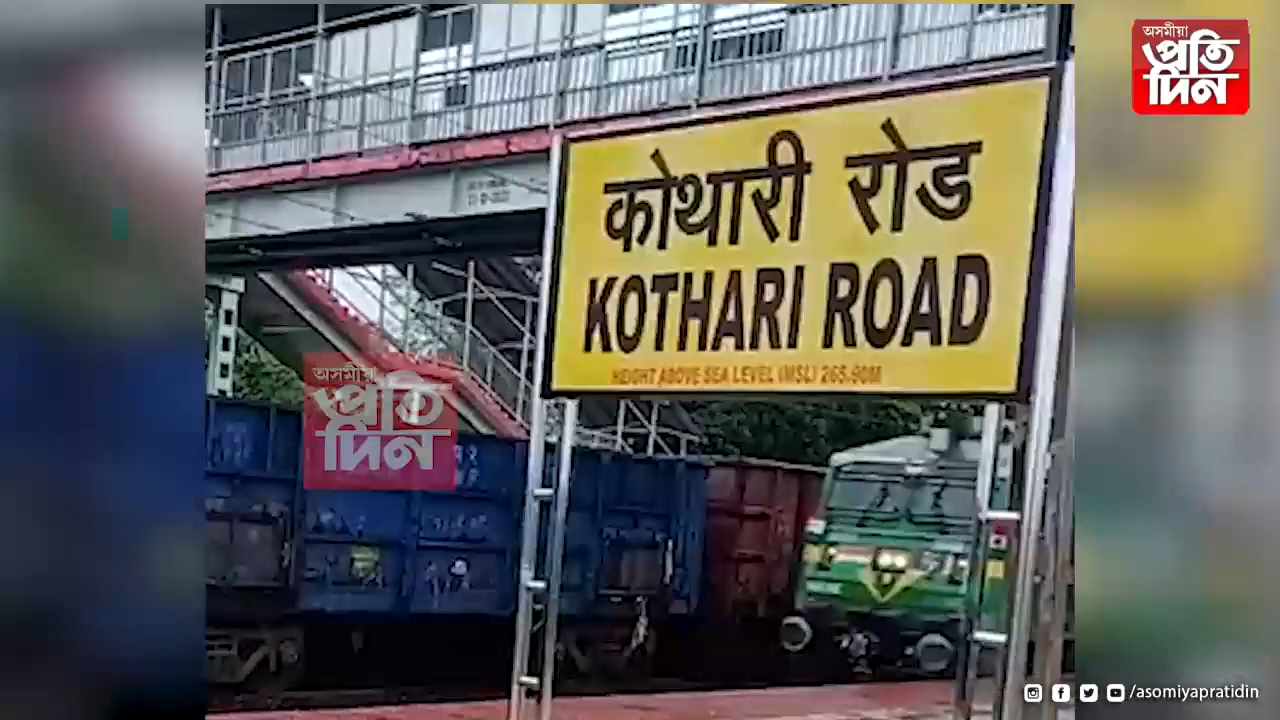 অসমীয়া
প্ৰতি
দিন
कोथारी रोड
KOTHARI ROAD
HEIGHT ABOVE SEA LEVEL (MSL) 265.90M
অসমীয়া
প্ৰতি
দিন
/asomiyapratidin